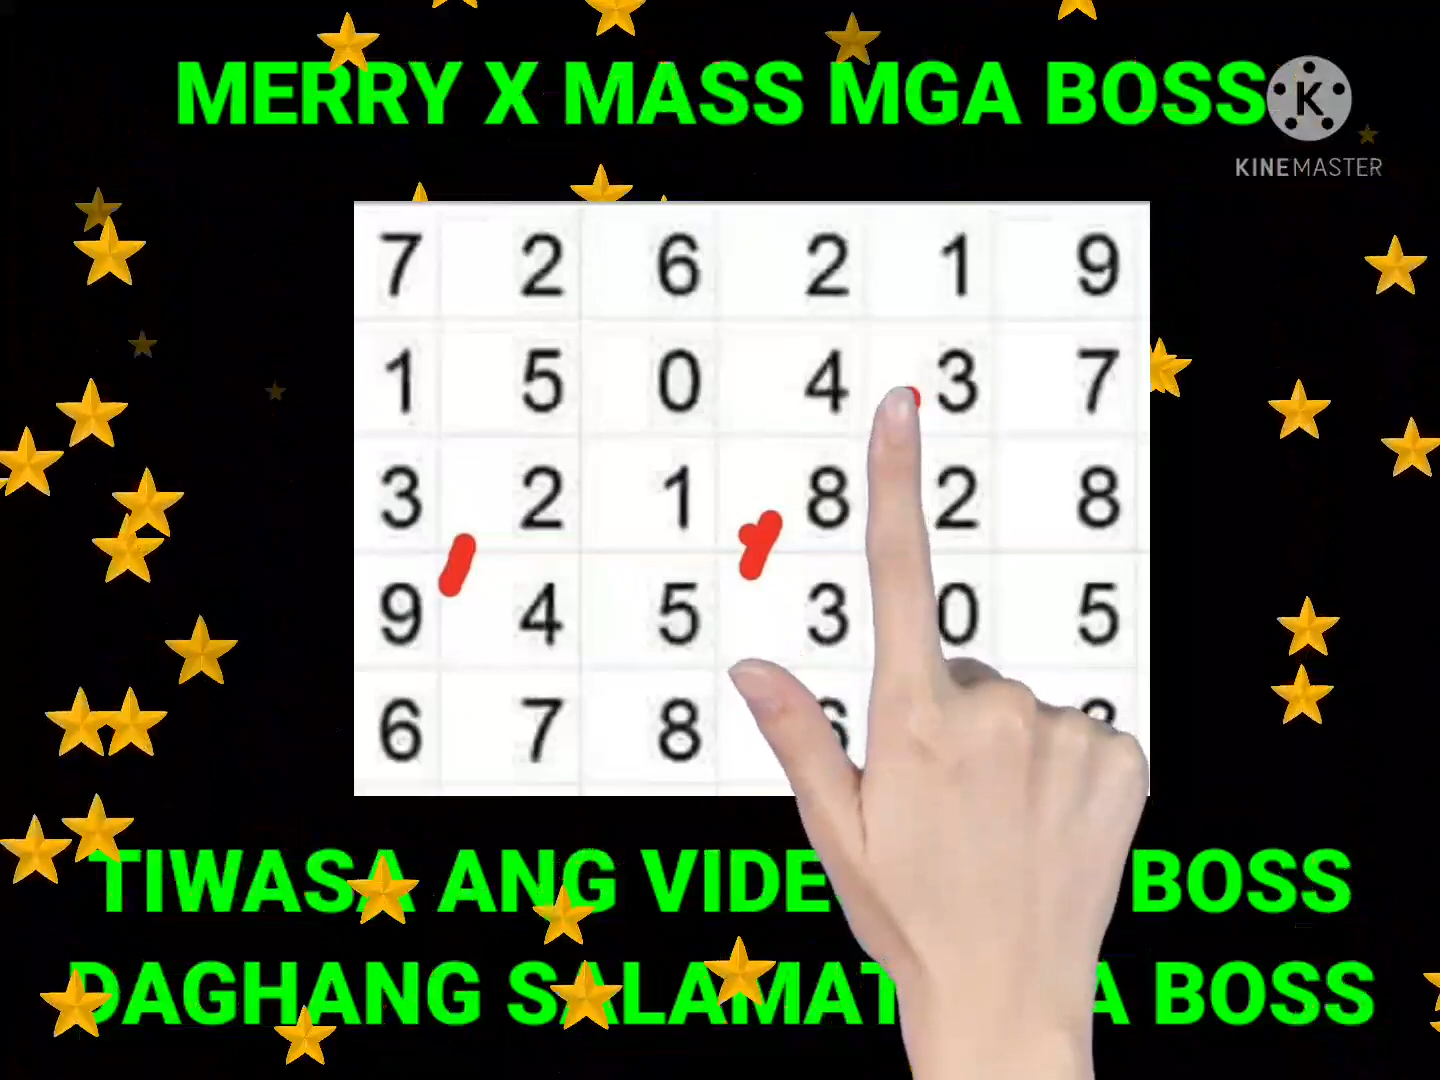 MERRY X MASS MGA BOSS
KINEMASTER
7 2 6 2 1 9
1 5 0 4 3 7
3 2 1 8 2 8
9 4 5 3 0 5
6 7 8 6
TIWASA ANG BOSS
DAGHANG SALAMAT BOSS